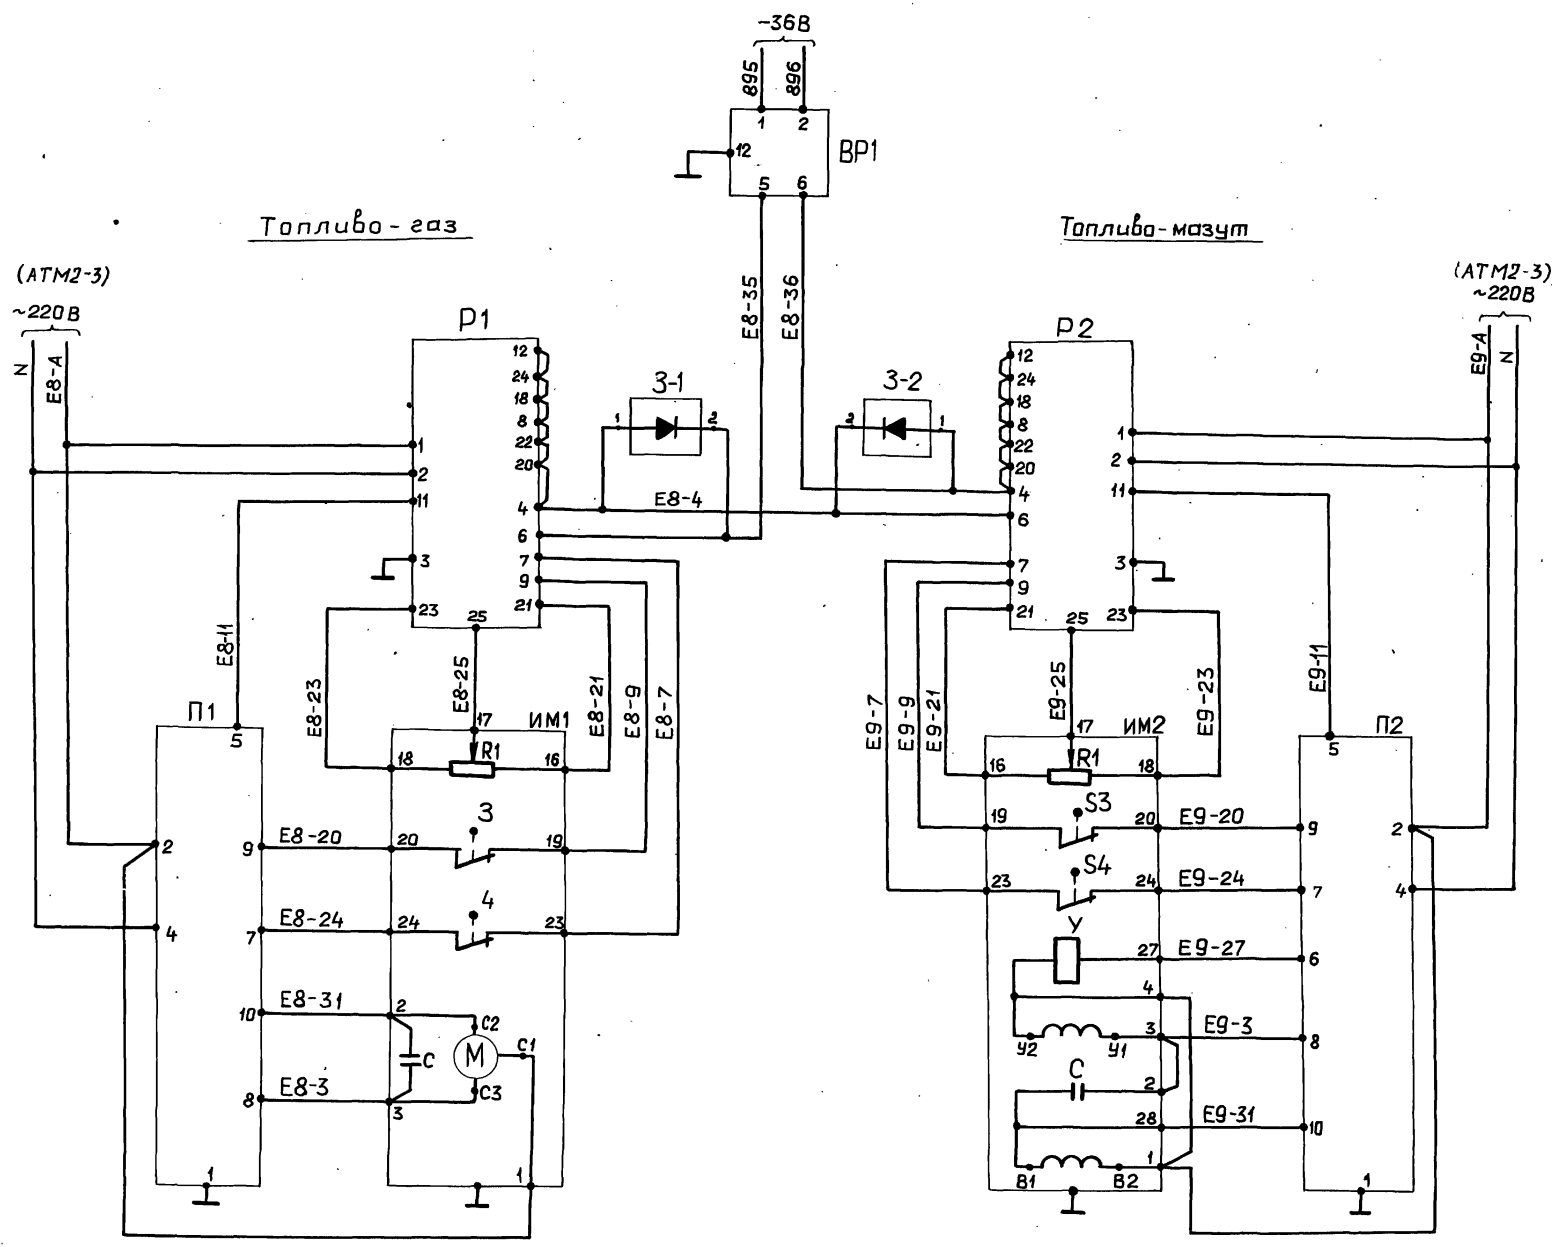 ~36В
895
896
1 2
12
ВР1
5 6
Топливо-газ
Топливо-мазут
(АТМ2-3)
~220В
N
Е8-А
(АТМ2-3)
~220В
Е9-А
N
Е8-35
Е8-36
Р1
12
24
18
8
22
20
4
6
7
9
21
1
2
11
3
23
25
З-1
1 2
З-2
2 1
Е8-4
Р2
12
24
18
8
22
20
4
6
7
9
21
1
2
11
3
23
25
Е8-11
Е8-23
Е8-25
Е8-21
Е8-9
Е8-7
Е9-7
Е9-9
Е9-21
Е9-25
Е9-23
Е9-11
П1
5
2
4
9
7
10
8
1
Е8-20
Е8-24
Е8-31
Е8-3
ИМ1
17
18 R1 16
3
20 19
4
24 23
2
С2
С М С1
С3
3
1
ИМ2
17
16 R1 18
S3
19 20
S4
23 24
У
27
4
У2 У1 3
С
2
28
В1 В2 1
Е9-20
Е9-24
Е9-27
Е9-3
Е9-31
П2
5
9
7
6
8
10
2
4
1